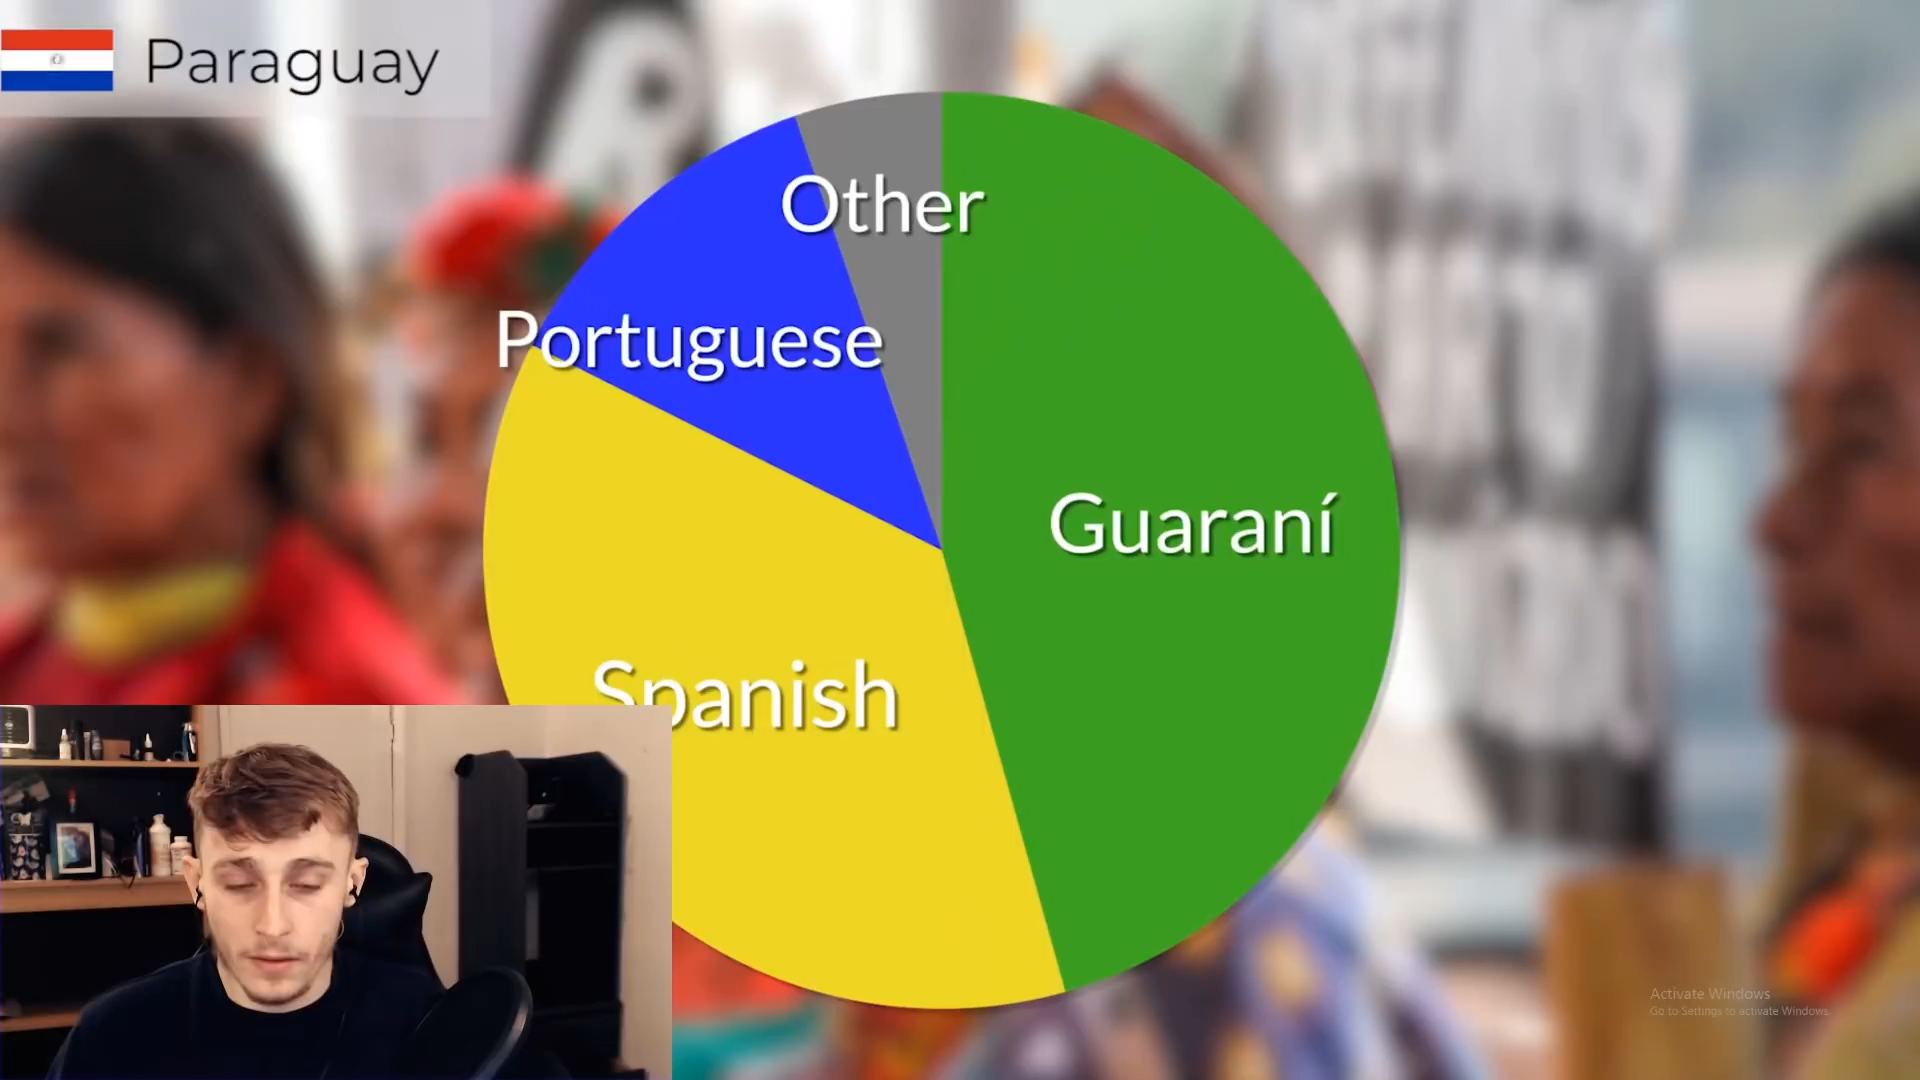 Paraguay
Other
Portuguese
Guaraní
Spanish
Activate Windows
Go to Settings to activate Windows.